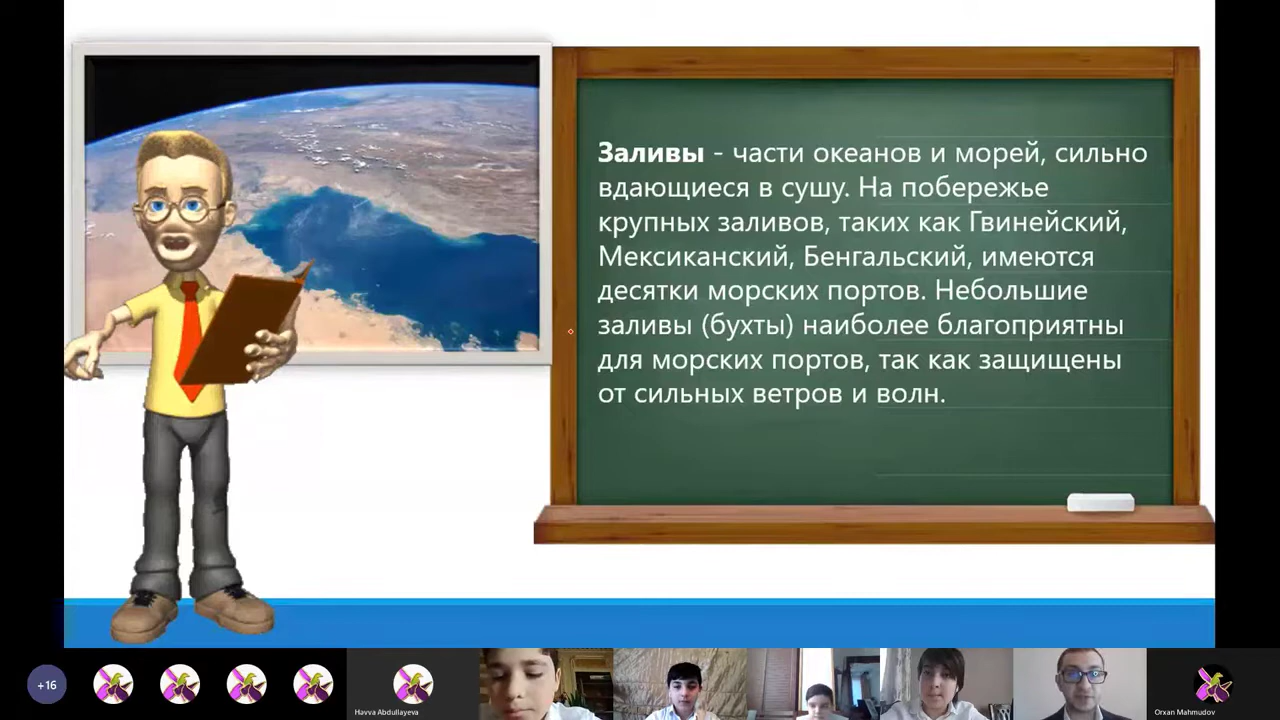 Заливы - части океанов и морей, сильно
вдающиеся в сушу. На побережье
крупных заливов, таких как Гвинейский,
Мексиканский, Бенгальский, имеются
десятки морских портов. Небольшие
заливы (бухты) наиболее благоприятны
для морских портов, так как защищены
от сильных ветров и волн.
+16
Havva Abdullayeva
Orxan Mahmudov